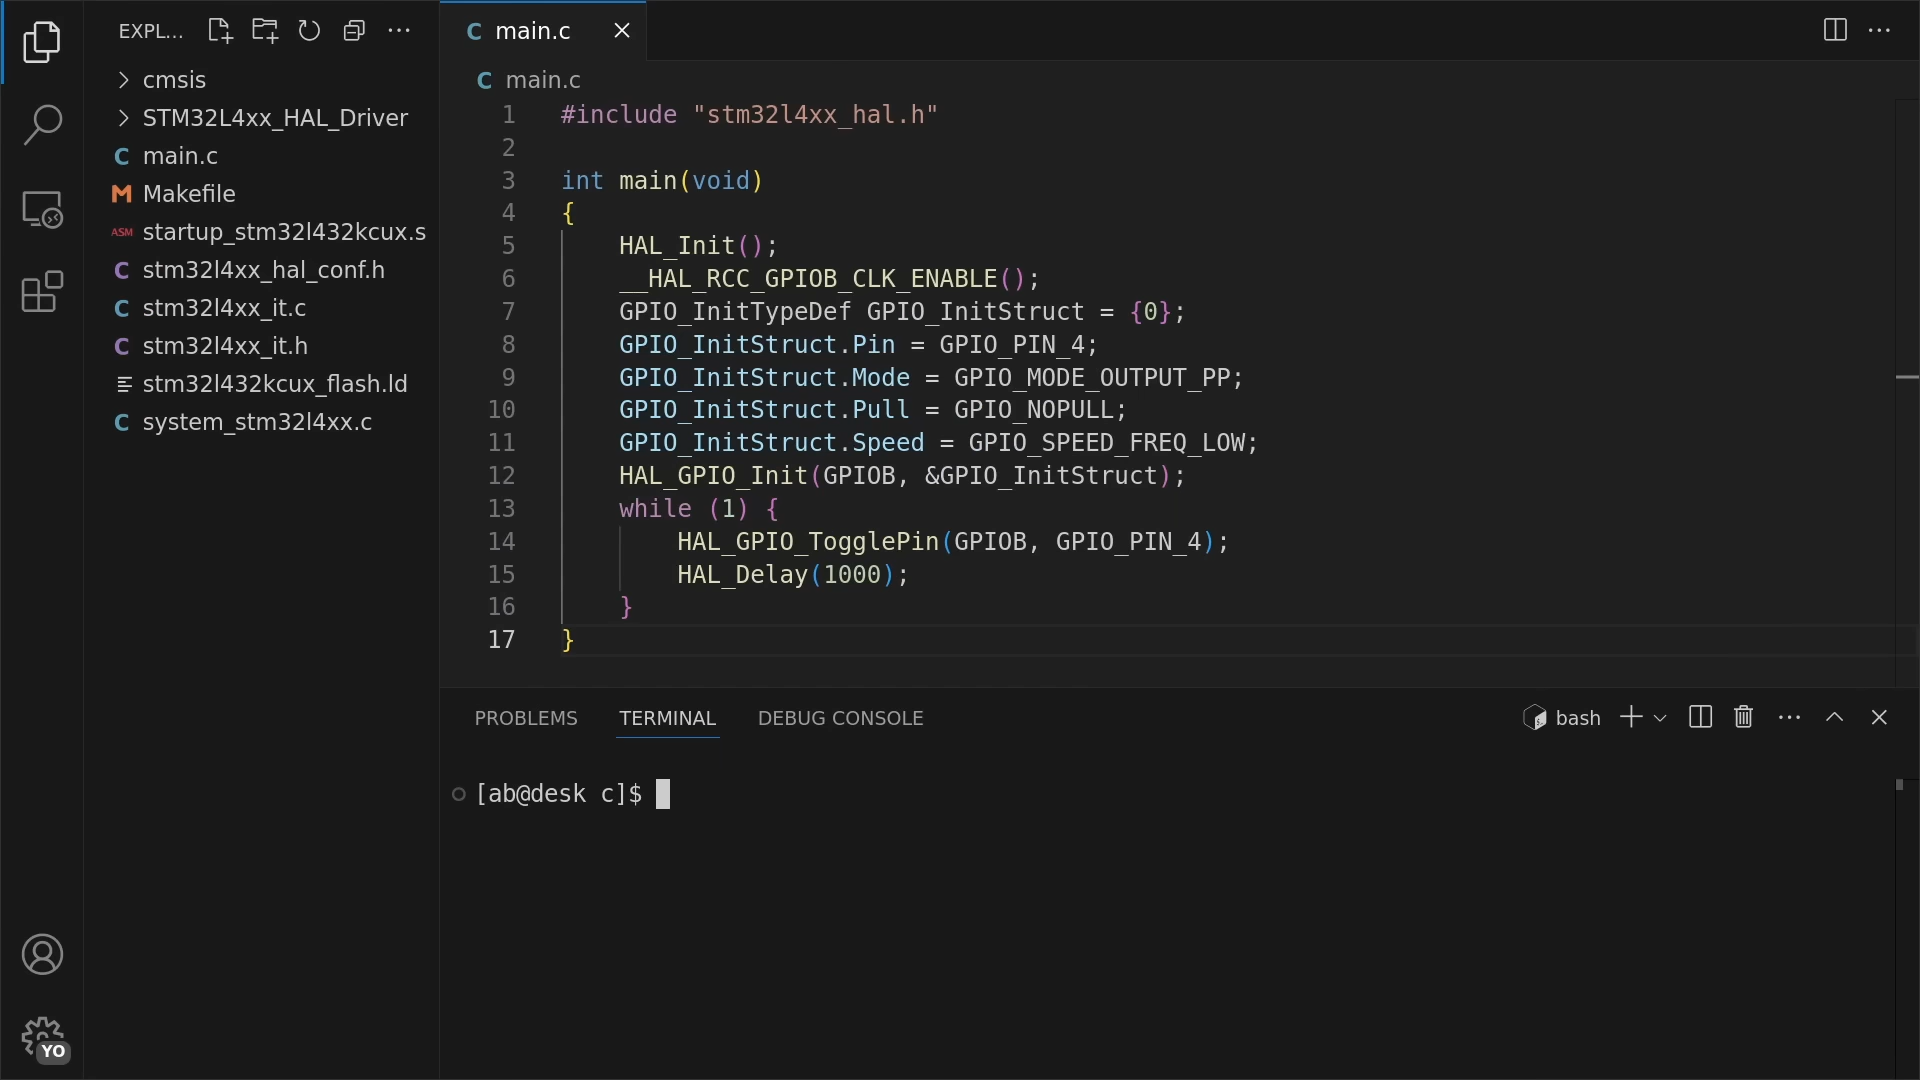 EXPL...
cmsis
STM32L4xx_HAL_Driver
C main.c
M Makefile
ASM startup_stm32l432kcux.s
C stm32l4xx_hal_conf.h
C stm32l4xx_it.c
C stm32l4xx_it.h
stm32l432kcux_flash.ld
C system_stm32l4xx.c
YO
C main.c
C main.c
1 #include "stm32l4xx_hal.h"
2
3 int main(void)
4 {
5 HAL_Init();
6 __HAL_RCC_GPIOB_CLK_ENABLE();
7 GPIO_InitTypeDef GPIO_InitStruct = {0};
8 GPIO_InitStruct.Pin = GPIO_PIN_4;
9 GPIO_InitStruct.Mode = GPIO_MODE_OUTPUT_PP;
10 GPIO_InitStruct.Pull = GPIO_NOPULL;
11 GPIO_InitStruct.Speed = GPIO_SPEED_FREQ_LOW;
12 HAL_GPIO_Init(GPIOB, &GPIO_InitStruct);
13 while (1) {
14 HAL_GPIO_TogglePin(GPIOB, GPIO_PIN_4);
15 HAL_Delay(1000);
16 }
17 }
PROBLEMS TERMINAL DEBUG CONSOLE bash
[ab@desk c]$